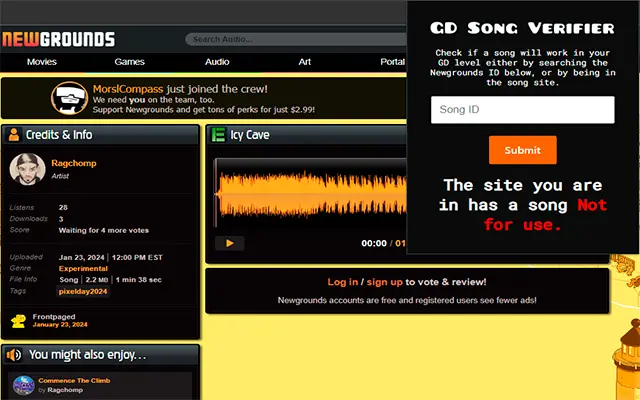 NEWGROUNDS
Search Audio...
Movies Games Audio Art Portal
MorsICompass just joined the crew!
We need you on the team, too.
Support Newgrounds and get tons of perks for just $2.99!
Credits & Info
Ragchomp
Artist
Listens 28
Downloads 3
Score Waiting for 4 more votes
Uploaded Jan 23, 2024 | 12:00 PM EST
Genre Experimental
File Info Song | 2.2 MB | 1 min 38 sec
Tags pixelday2024
Frontpaged
January 23, 2024
You might also enjoy...
Commence The Climb
by Ragchomp
E Icy Cave
00:00 / 01
Log in / sign up to vote & review!
Newgrounds accounts are free and registered users see fewer ads!
GD Song Verifier
Check if a song will work in your
GD level either by searching the
Newgrounds ID below, or by being in
the song site.
Song ID
Submit
The site you are
in has a song Not
for use.